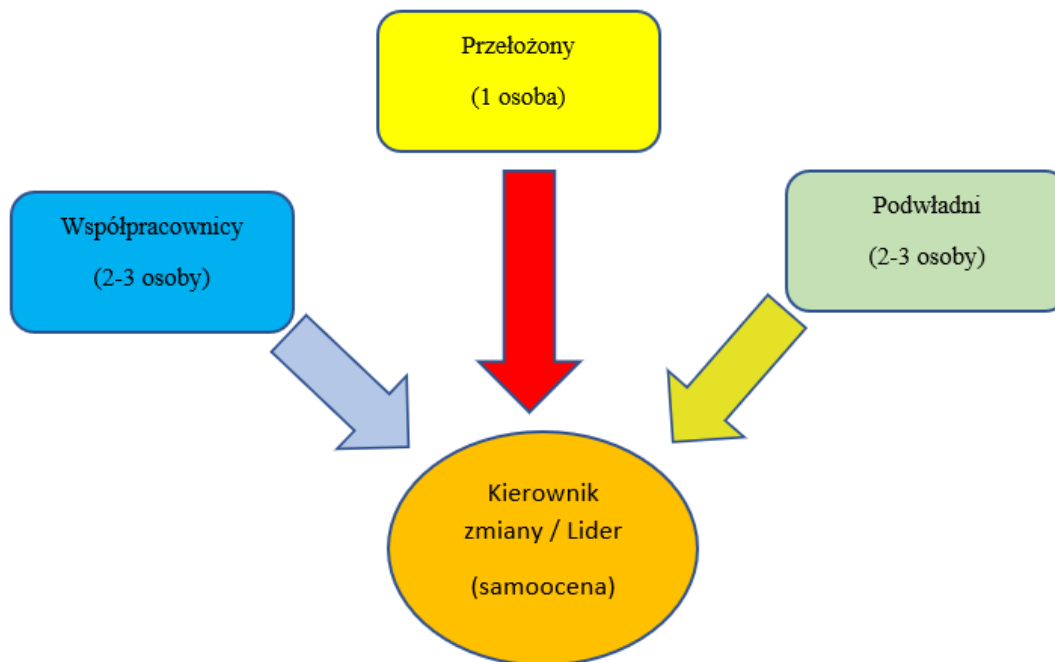 Przełożony
(1 osoba)
Współpracownicy
(2-3 osoby)
Podwładni
(2-3 osoby)
Kierownik
zmiany / Lider
(samoocena)